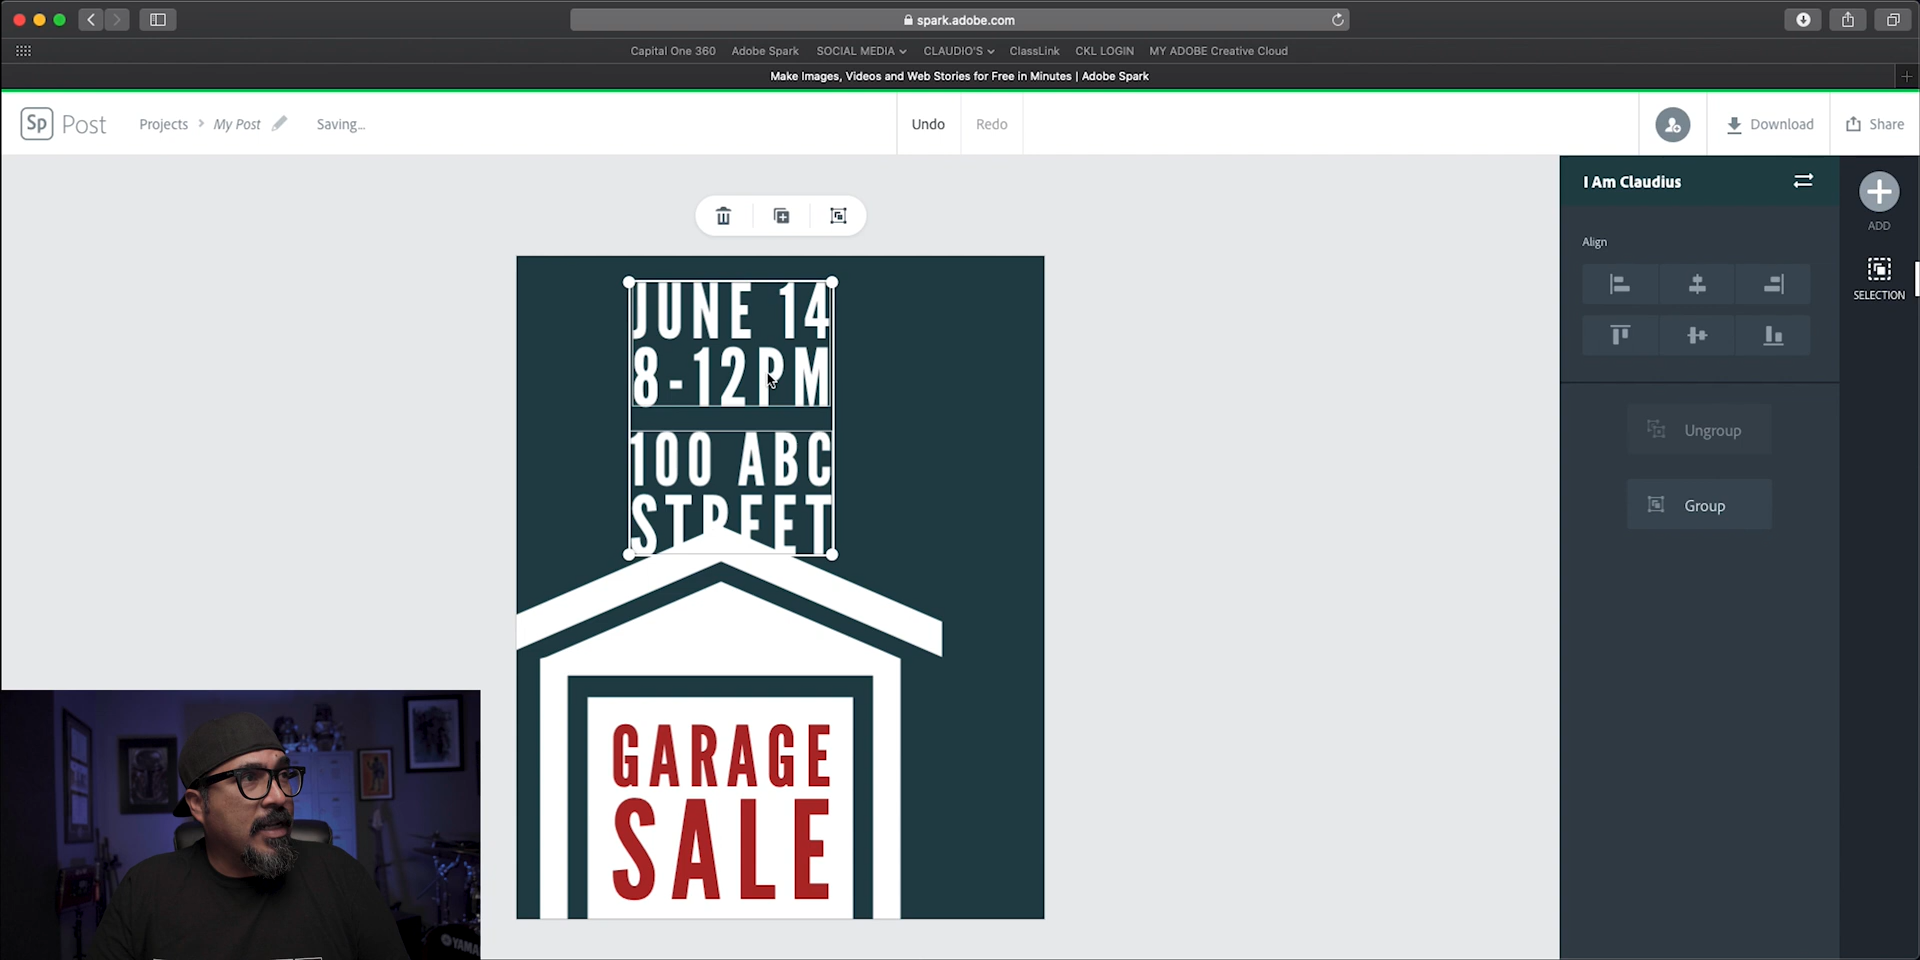 spark.adobe.com
Capital One 360
Adobe Spark
SOCIAL MEDIA
CLAUDIO'S
ClassLink
CKL LOGIN
MY ADOBE Creative Cloud
Make Images, Videos and Web Stories for Free in Minutes | Adobe Spark
Sp Post
Projects
My Post
Saving...
Undo
Redo
Download
Share
I Am Claudius
ADD
Align
SELECTION
Ungroup
Group
JUNE 14
8-12PM
100 ABC
STREET
GARAGE
SALE
YAMA